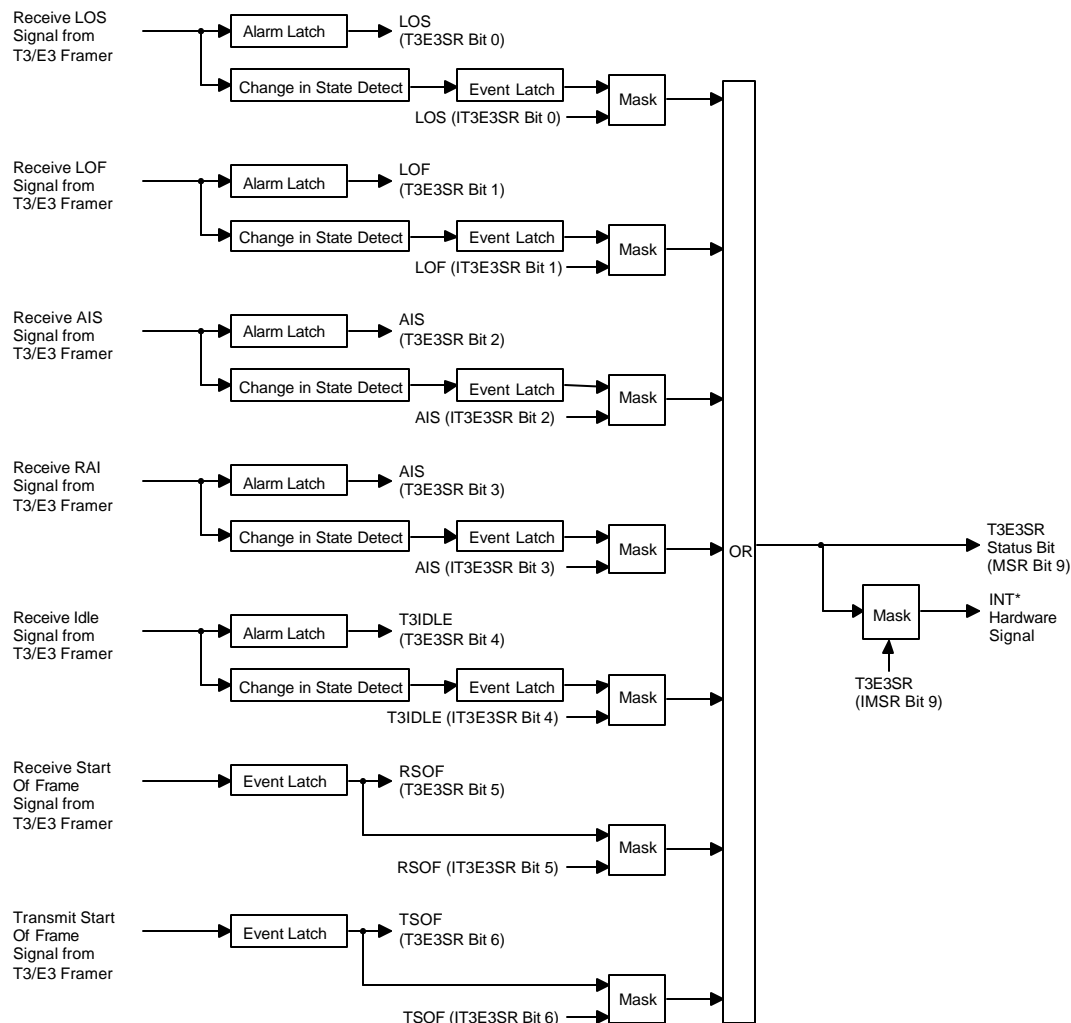 Receive LOS
Signal from
T3/E3 Framer
Alarm Latch
LOS
(T3E3SR Bit 0)
Change in State Detect
Event Latch
Mask
LOS (IT3E3SR Bit 0)
Receive LOF
Signal from
T3/E3 Framer
Alarm Latch
LOF
(T3E3SR Bit 1)
Change in State Detect
Event Latch
Mask
LOF (IT3E3SR Bit 1)
Receive AIS
Signal from
T3/E3 Framer
Alarm Latch
AIS
(T3E3SR Bit 2)
Change in State Detect
Event Latch
Mask
AIS (IT3E3SR Bit 2)
Receive RAI
Signal from
T3/E3 Framer
Alarm Latch
AIS
(T3E3SR Bit 3)
Change in State Detect
Event Latch
Mask
AIS (IT3E3SR Bit 3)
OR
T3E3SR
Status Bit
(MSR Bit 9)
Mask
INT*
Hardware
Signal
T3E3SR
(IMSR Bit 9)
Receive Idle
Signal from
T3/E3 Framer
Alarm Latch
T3IDLE
(T3E3SR Bit 4)
Change in State Detect
Event Latch
Mask
T3IDLE (IT3E3SR Bit 4)
Receive Start
Of Frame
Signal from
T3/E3 Framer
Event Latch
RSOF
(T3E3SR Bit 5)
Mask
RSOF (IT3E3SR Bit 5)
Transmit Start
Of Frame
Signal from
T3/E3 Framer
Event Latch
TSOF
(T3E3SR Bit 6)
Mask
TSOF (IT3E3SR Bit 6)